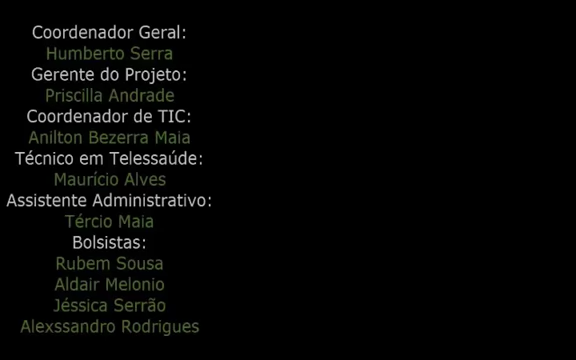 Coordenador Geral:
Humberto Serra
Gerente do Projeto:
Priscilla Andrade
Coordenador de TIC:
Anilton Bezerra Maia
Técnico em Telessaúde:
Maurício Alves
Assistente Administrativo:
Tércio Maia
Bolsistas:
Rubem Sousa
Aldair Melonio
Jéssica Serrão
Alexssandro Rodrigues